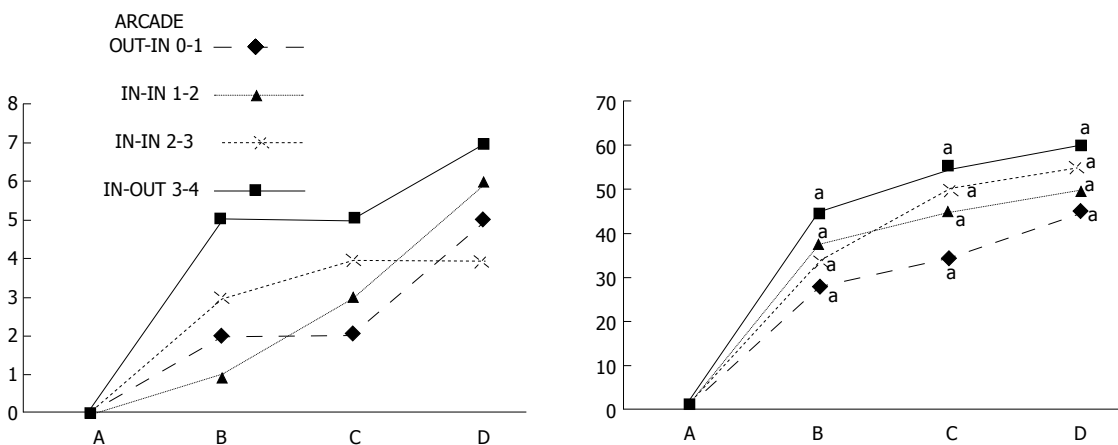 ARCADE
OUT-IN 0-1
IN-IN 1-2
IN-IN 2-3
IN-OUT 3-4
8
7
6
5
4
3
2
1
0
A B C D
70
60
50
40
30
20
10
0
a a a
a a a
a a a
a a a
A B C D